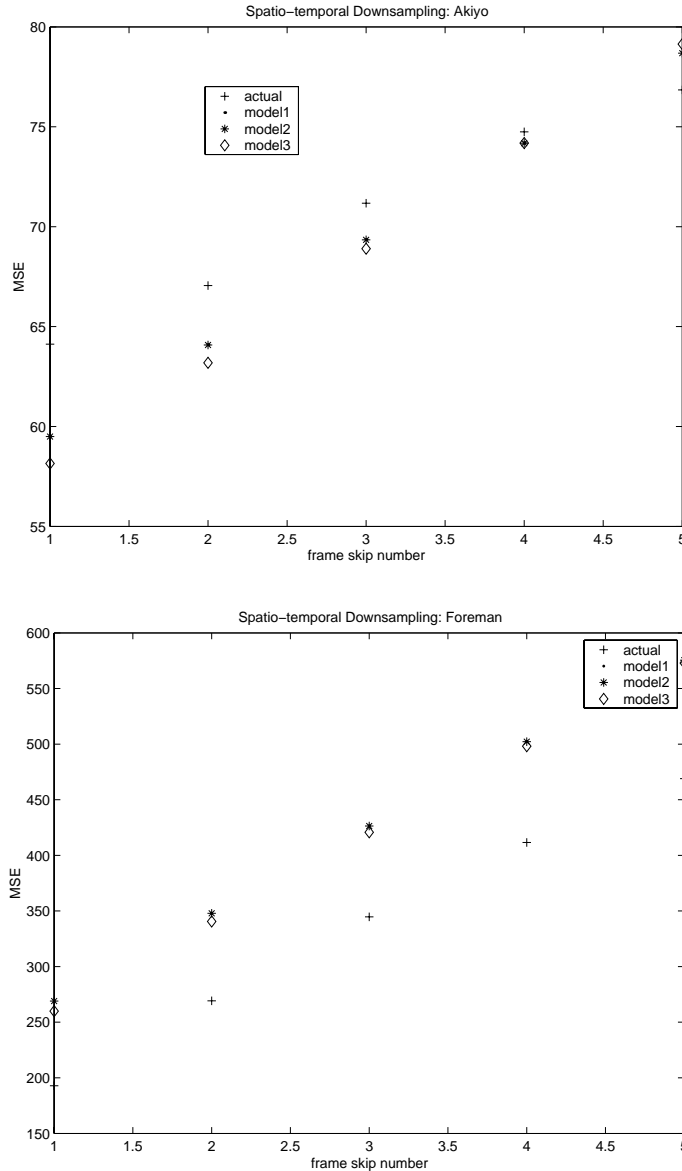 Spatio-temporal Downsampling: Akiyo
80
75
70
65
60
55
MSE
actual
model1
model2
model3
1 1.5 2 2.5 3 3.5 4 4.5 5
frame skip number
Spatio-temporal Downsampling: Foreman
600
550
500
450
400
350
300
250
200
150
MSE
actual
model1
model2
model3
1 1.5 2 2.5 3 3.5 4 4.5 5
frame skip number